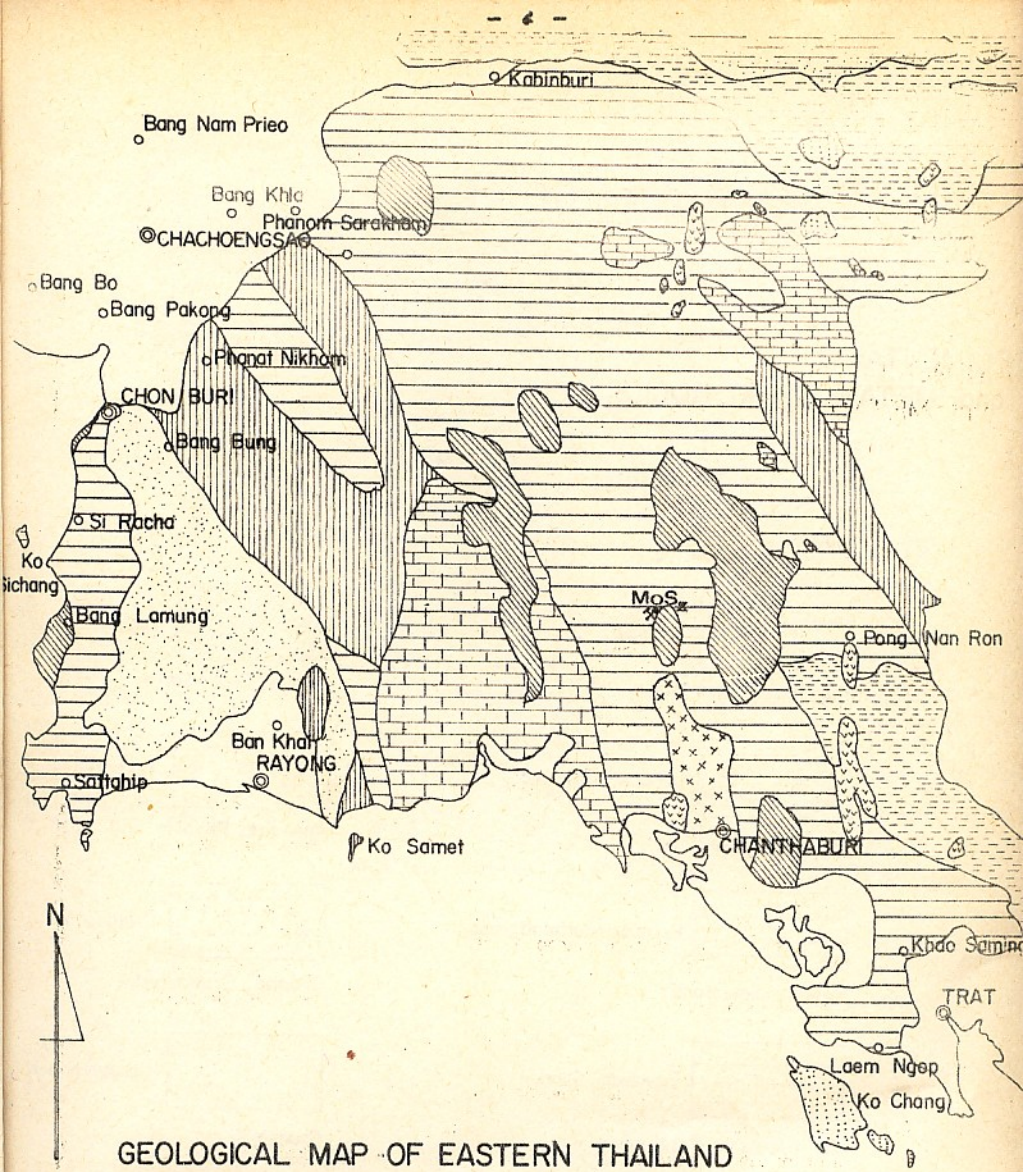 - 6 -
Kabinburi
Bang Nam Prieo
Bang Khla
Phanom Sarakham
CHACHOENGSAO
Bang Bo
Bang Pakong
Phanat Nikhom
CHON BURI
Bang Bung
Si Racha
Ko
Sichang
MoS₂
Bang Lamung
Pong Nan Ron
Ban Khai
RAYONG
Sattahip
Ko Samet
CHANTHABURI
N
Khao Saming
TRAT
Laem Ngop
Ko Chang
GEOLOGICAL MAP OF EASTERN THAILAND